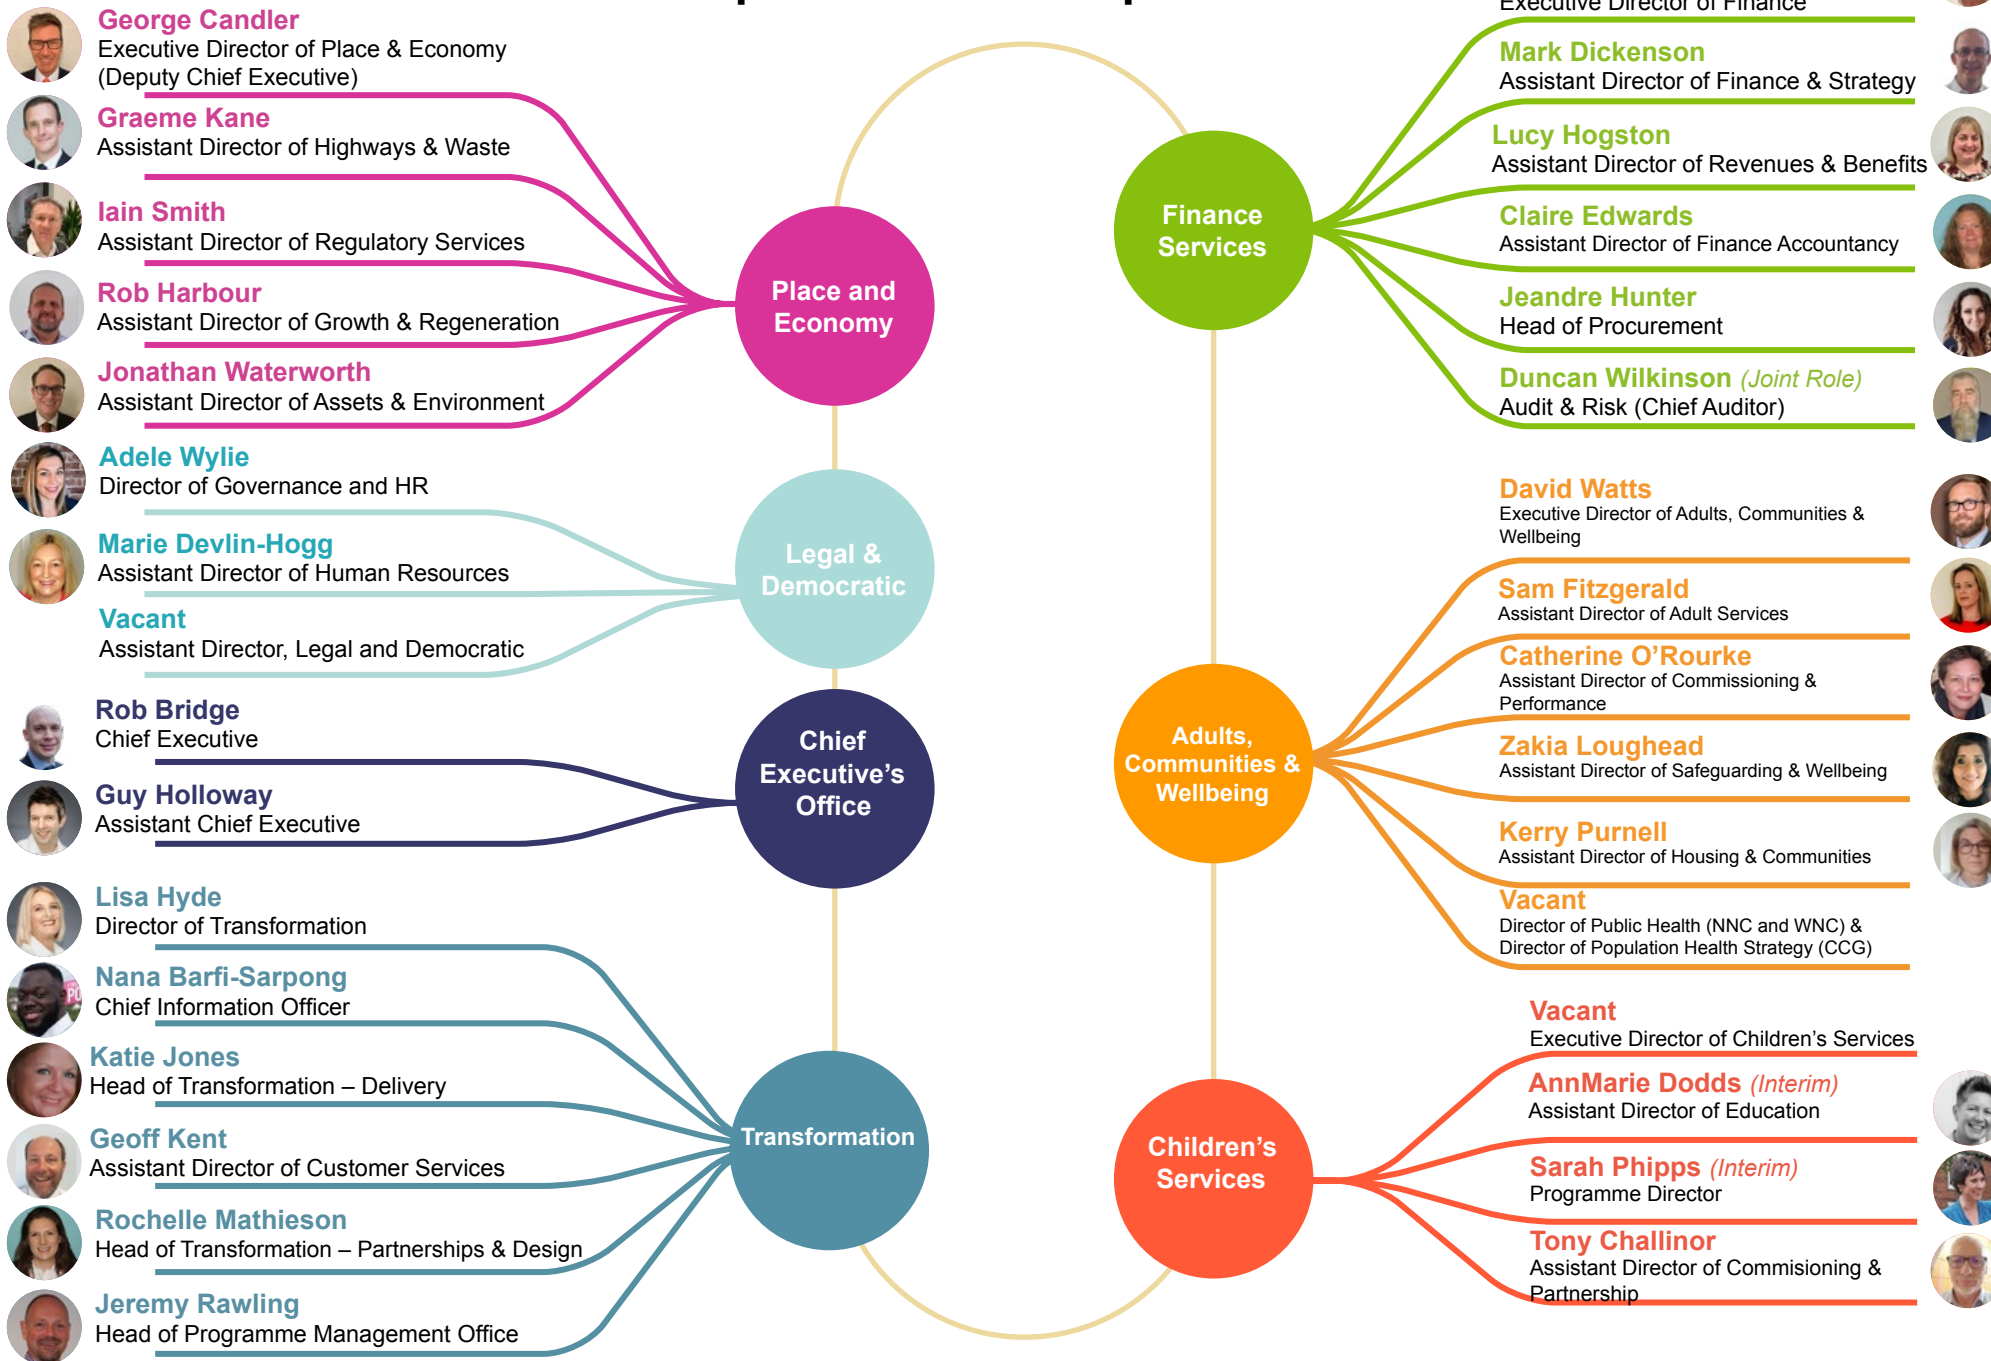 George Candler
Executive Director of Place & Economy
(Deputy Chief Executive)
Graeme Kane
Assistant Director of Highways & Waste
Iain Smith
Assistant Director of Regulatory Services
Rob Harbour
Assistant Director of Growth & Regeneration
Jonathan Waterworth
Assistant Director of Assets & Environment
Place and
Economy
Adele Wylie
Director of Governance and HR
Marie Devlin-Hogg
Assistant Director of Human Resources
Vacant
Assistant Director, Legal and Democratic
Legal &
Democratic
Rob Bridge
Chief Executive
Guy Holloway
Assistant Chief Executive
Chief
Executive’s
Office
Lisa Hyde
Director of Transformation
Nana Barfi-Sarpong
Chief Information Officer
Katie Jones
Head of Transformation – Delivery
Geoff Kent
Assistant Director of Customer Services
Rochelle Mathieson
Head of Transformation – Partnerships & Design
Jeremy Rawling
Head of Programme Management Office
Transformation
Executive Director of Finance
Mark Dickenson
Assistant Director of Finance & Strategy
Lucy Hogston
Assistant Director of Revenues & Benefits
Claire Edwards
Assistant Director of Finance Accountancy
Jeandre Hunter
Head of Procurement
Duncan Wilkinson (Joint Role)
Audit & Risk (Chief Auditor)
Finance
Services
David Watts
Executive Director of Adults, Communities &
Wellbeing
Sam Fitzgerald
Assistant Director of Adult Services
Catherine O’Rourke
Assistant Director of Commissioning &
Performance
Zakia Loughead
Assistant Director of Safeguarding & Wellbeing
Kerry Purnell
Assistant Director of Housing & Communities
Vacant
Director of Public Health (NNC and WNC) &
Director of Population Health Strategy (CCG)
Adults,
Communities &
Wellbeing
Vacant
Executive Director of Children’s Services
AnnMarie Dodds (Interim)
Assistant Director of Education
Sarah Phipps (Interim)
Programme Director
Tony Challinor
Assistant Director of Commisioning &
Partnership
Children’s
Services